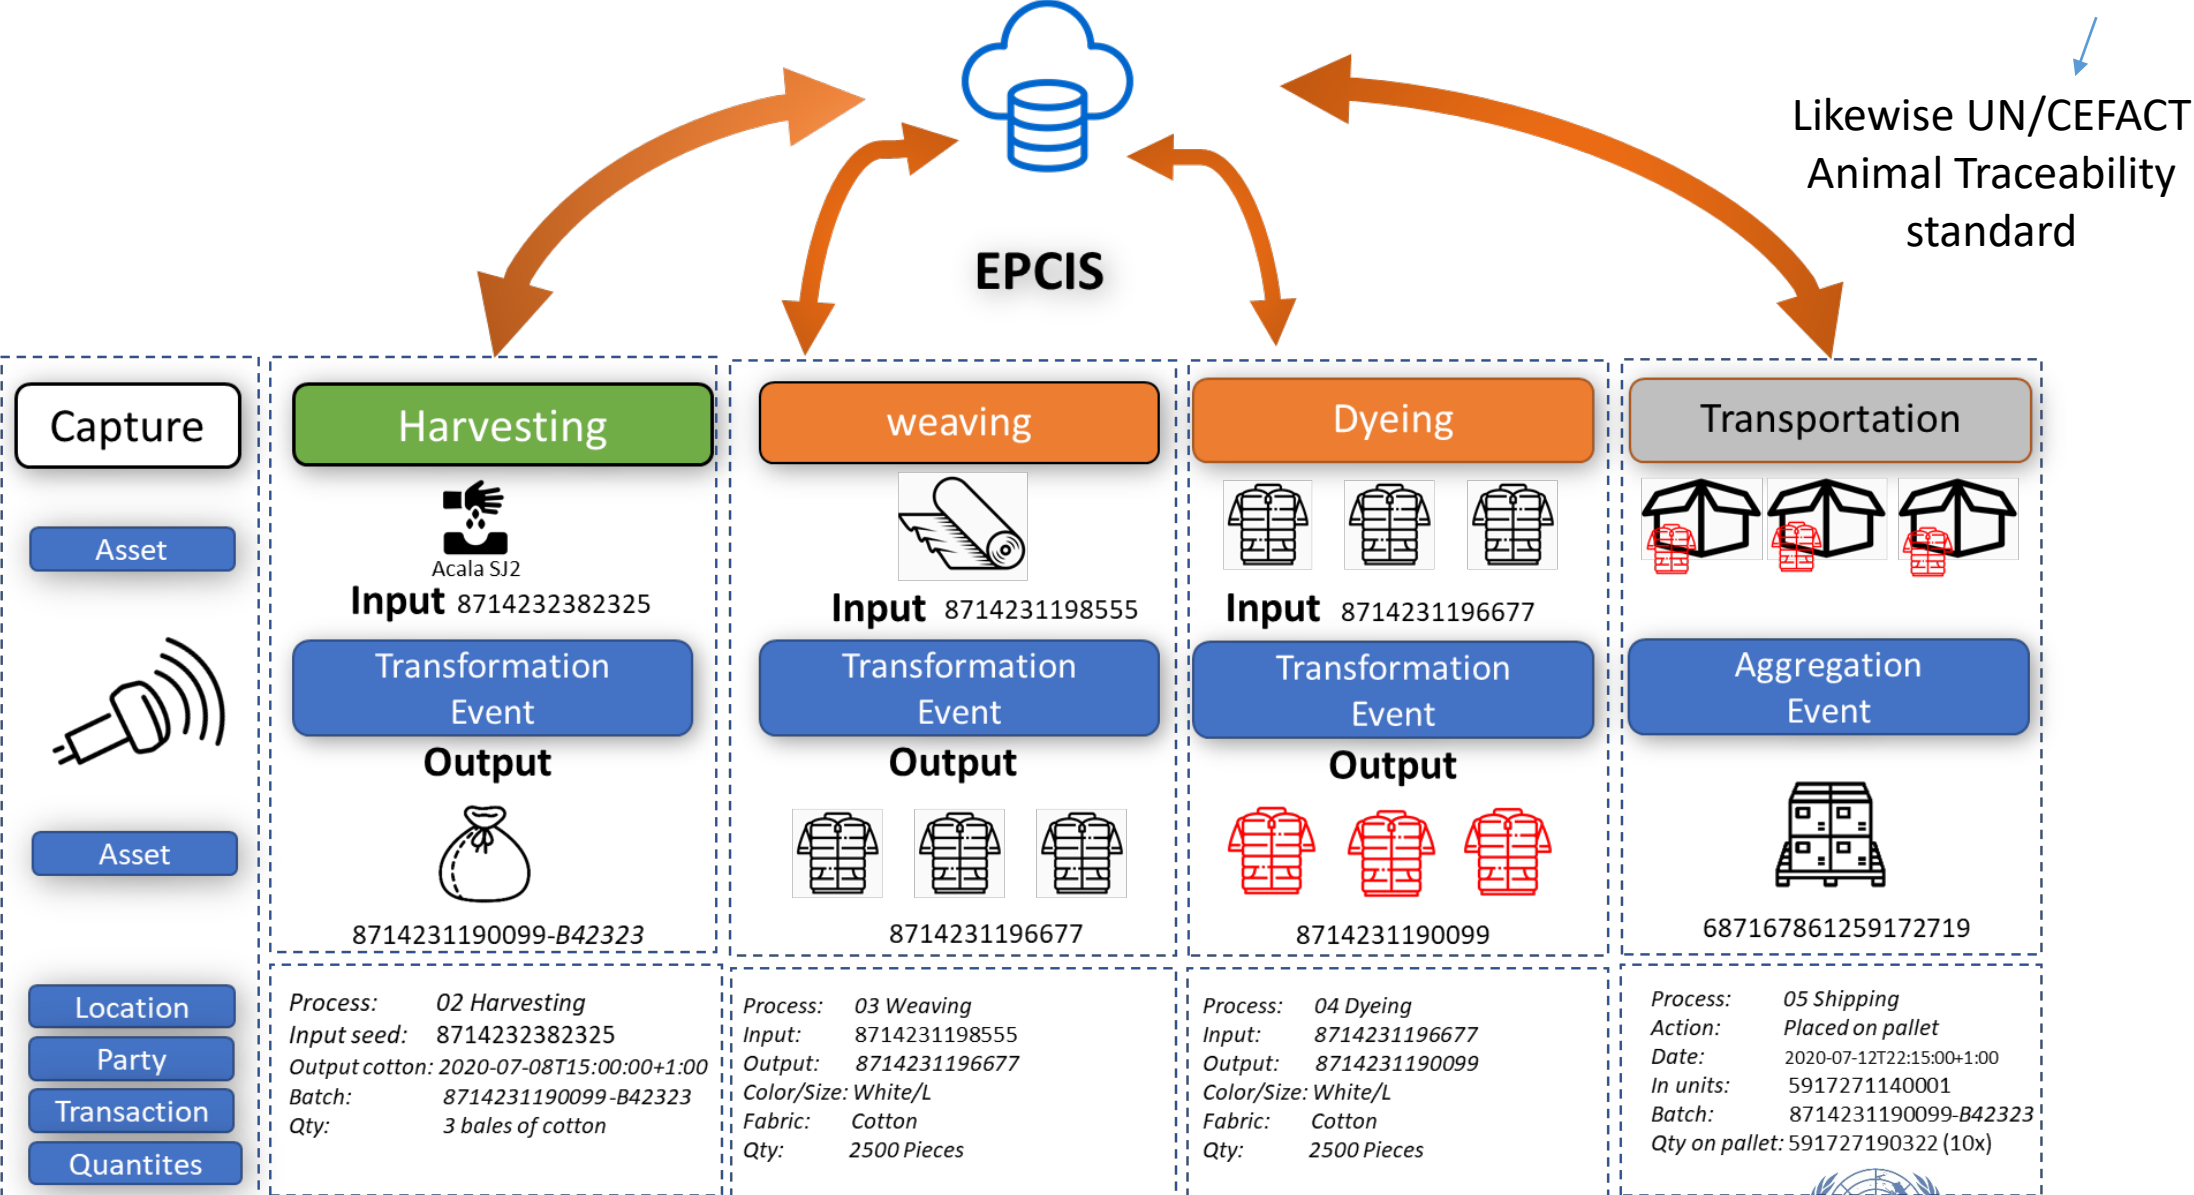 Likewise UN/CEFACT
Animal Traceability
standard
EPCIS
Capture
Asset
Asset
Location
Party
Transaction
Quantites
Harvesting
Acala SJ2
Input 8714232382325
Transformation
Event
Output
8714231190099-B42323
Process: 02 Harvesting
Input seed: 8714232382325
Output cotton: 2020-07-08T15:00:00+1:00
Batch: 8714231190099-B42323
Qty: 3 bales of cotton
weaving
Input 8714231198555
Transformation
Event
Output
8714231196677
Process: 03 Weaving
Input: 8714231198555
Output: 8714231196677
Color/Size: White/L
Fabric: Cotton
Qty: 2500 Pieces
Dyeing
Input 8714231196677
Transformation
Event
Output
8714231190099
Process: 04 Dyeing
Input: 8714231196677
Output: 8714231190099
Color/Size: White/L
Fabric: Cotton
Qty: 2500 Pieces
Transportation
Aggregation
Event
687167861259172719
Process: 05 Shipping
Action: Placed on pallet
Date: 2020-07-12T22:15:00+1:00
In units: 5917271140001
Batch: 8714231190099-B42323
Qty on pallet: 591727190322 (10x)